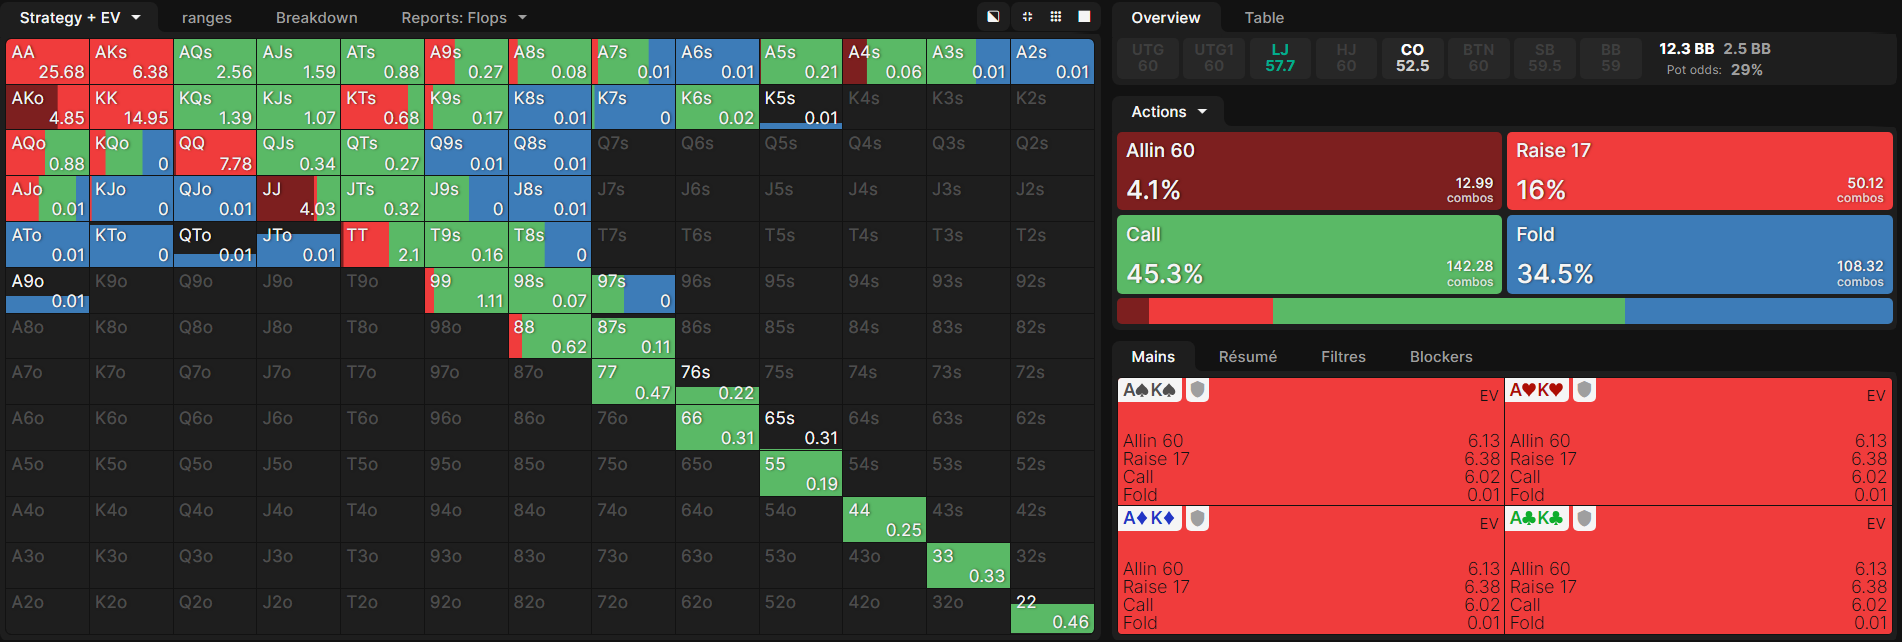 Strategy + EV ranges Breakdown Reports: Flops
AA 25.68 AKs 6.38 AQs 2.56 AJs 1.59 ATs 0.88 A9s 0.27 A8s 0.08 A7s 0.01 A6s 0.01 A5s 0.21 A4s 0.06 A3s 0.01 A2s 0.01
AKo 4.85 KK 14.95 KQs 1.39 KJs 1.07 KTs 0.68 K9s 0.17 K8s 0.01 K7s 0 K6s 0.02 K5s 0.01 K4s K3s K2s
AQo 0.88 KQo 0 QQ 7.78 QJs 0.34 QTs 0.27 Q9s 0.01 Q8s 0.01 Q7s Q6s Q5s Q4s Q3s Q2s
AJo 0.01 KJo 0 QJo 0.01 JJ 4.03 JTs 0.32 J9s 0 J8s 0.01 J7s J6s J5s J4s J3s J2s
ATo 0.01 KTo 0 QTo 0.01 JTo 0.01 TT 2.1 T9s 0.16 T8s 0 T7s T6s T5s T4s T3s T2s
A9o 0.01 K9o Q9o J9o T9o 99 1.11 98s 0.07 97s 0 96s 95s 94s 93s 92s
A8o K8o Q8o J8o T8o 98o 88 0.62 87s 0.11 86s 85s 84s 83s 82s
A7o K7o Q7o J7o T7o 97o 87o 77 0.47 76s 0.22 75s 74s 73s 72s
A6o K6o Q6o J6o T6o 96o 86o 76o 66 0.31 65s 0.31 64s 63s 62s
A5o K5o Q5o J5o T5o 95o 85o 75o 65o 55 0.19 54s 53s 52s
A4o K4o Q4o J4o T4o 94o 84o 74o 64o 54o 44 0.25 43s 42s
A3o K3o Q3o J3o T3o 93o 83o 73o 63o 53o 43o 33 0.33 32s
A2o K2o Q2o J2o T2o 92o 82o 72o 62o 52o 42o 32o 22 0.46
Overview Table
UTG UTG1 LJ HJ CO BTN SB BB 12.3 BB 2.5 BB
60 60 57.7 60 52.5 60 59.5 59 Pot odds: 29%
Actions
Allin 60 Raise 17
4.1% 12.99 combos 16% 50.12 combos
Call Fold
45.3% 142.28 combos 34.5% 108.32 combos
Mains Résumé Filtres Blockers
A♠K♠ EV A♥K♥ EV
Allin 60 6.13 Allin 60 6.13
Raise 17 6.38 Raise 17 6.38
Call 6.02 Call 6.02
Fold 0.01 Fold 0.01
A♦K♦ EV A♣K♣ EV
Allin 60 6.13 Allin 60 6.13
Raise 17 6.38 Raise 17 6.38
Call 6.02 Call 6.02
Fold 0.01 Fold 0.01